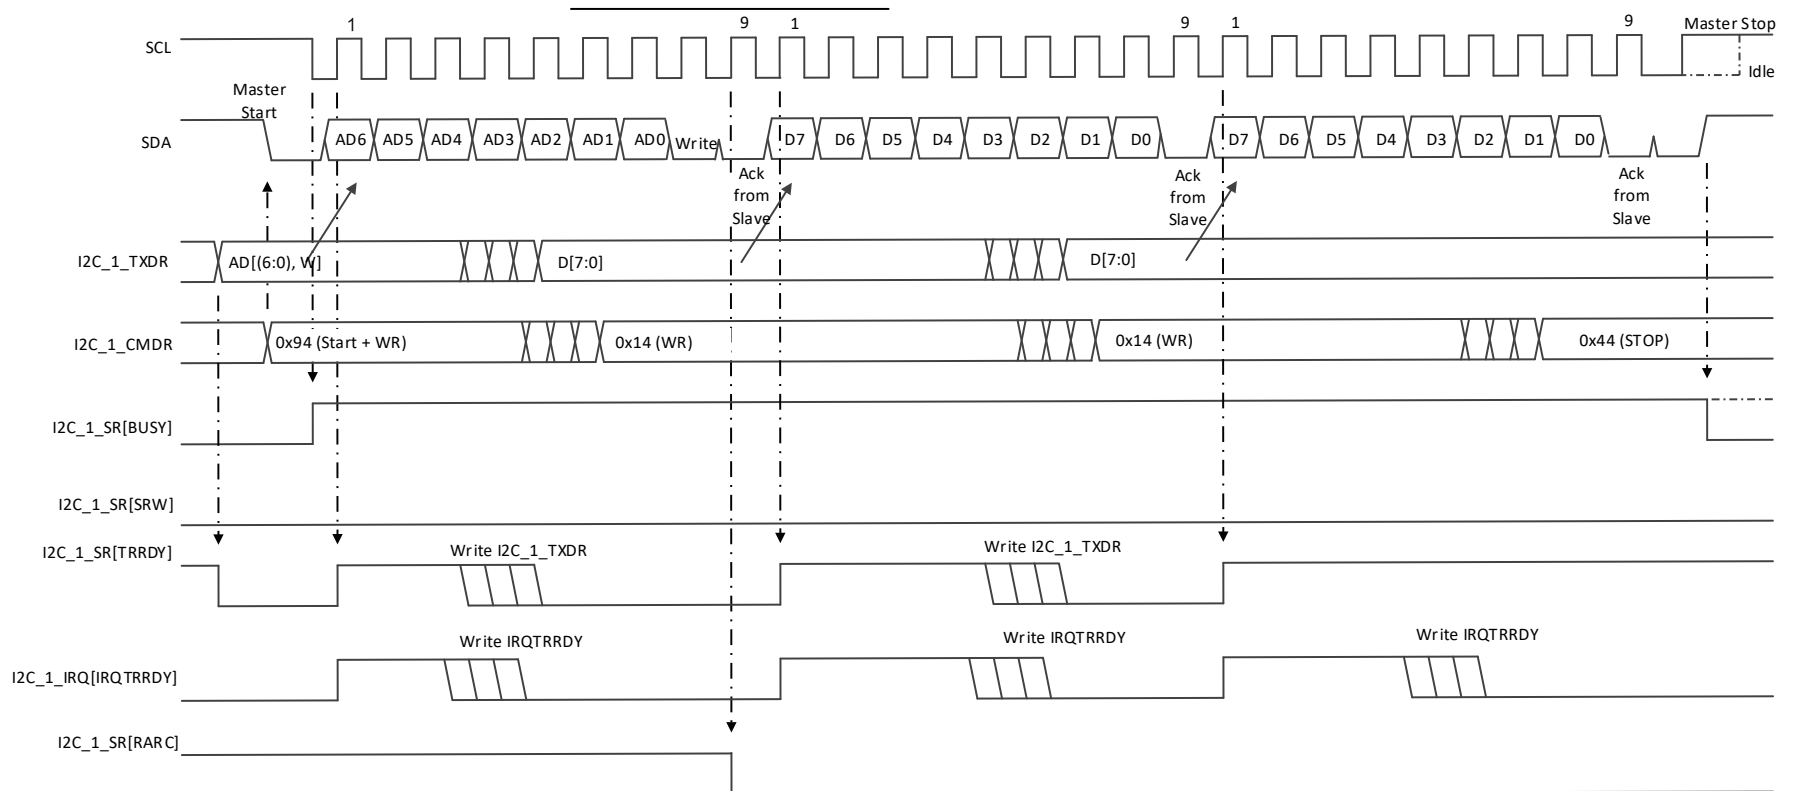 1 9 1 9 1 9 Master Stop
SCL
Idle
Master
Start
SDA AD6 AD5 AD4 AD3 AD2 AD1 AD0 Write D7 D6 D5 D4 D3 D2 D1 D0 D7 D6 D5 D4 D3 D2 D1 D0
Ack
from
Slave
Ack
from
Slave
Ack
from
Slave
I2C_1_TXDR AD[(6:0), W] D[7:0] D[7:0]
I2C_1_CMDR 0x94 (Start + WR) 0x14 (WR) 0x14 (WR) 0x44 (STOP)
I2C_1_SR[BUSY]
I2C_1_SR[SRW]
I2C_1_SR[TRRDY] Write I2C_1_TXDR Write I2C_1_TXDR
Write IRQTRRDY Write IRQTRRDY Write IRQTRRDY
I2C_1_IRQ[IRQTRRDY]
I2C_1_SR[RARC]